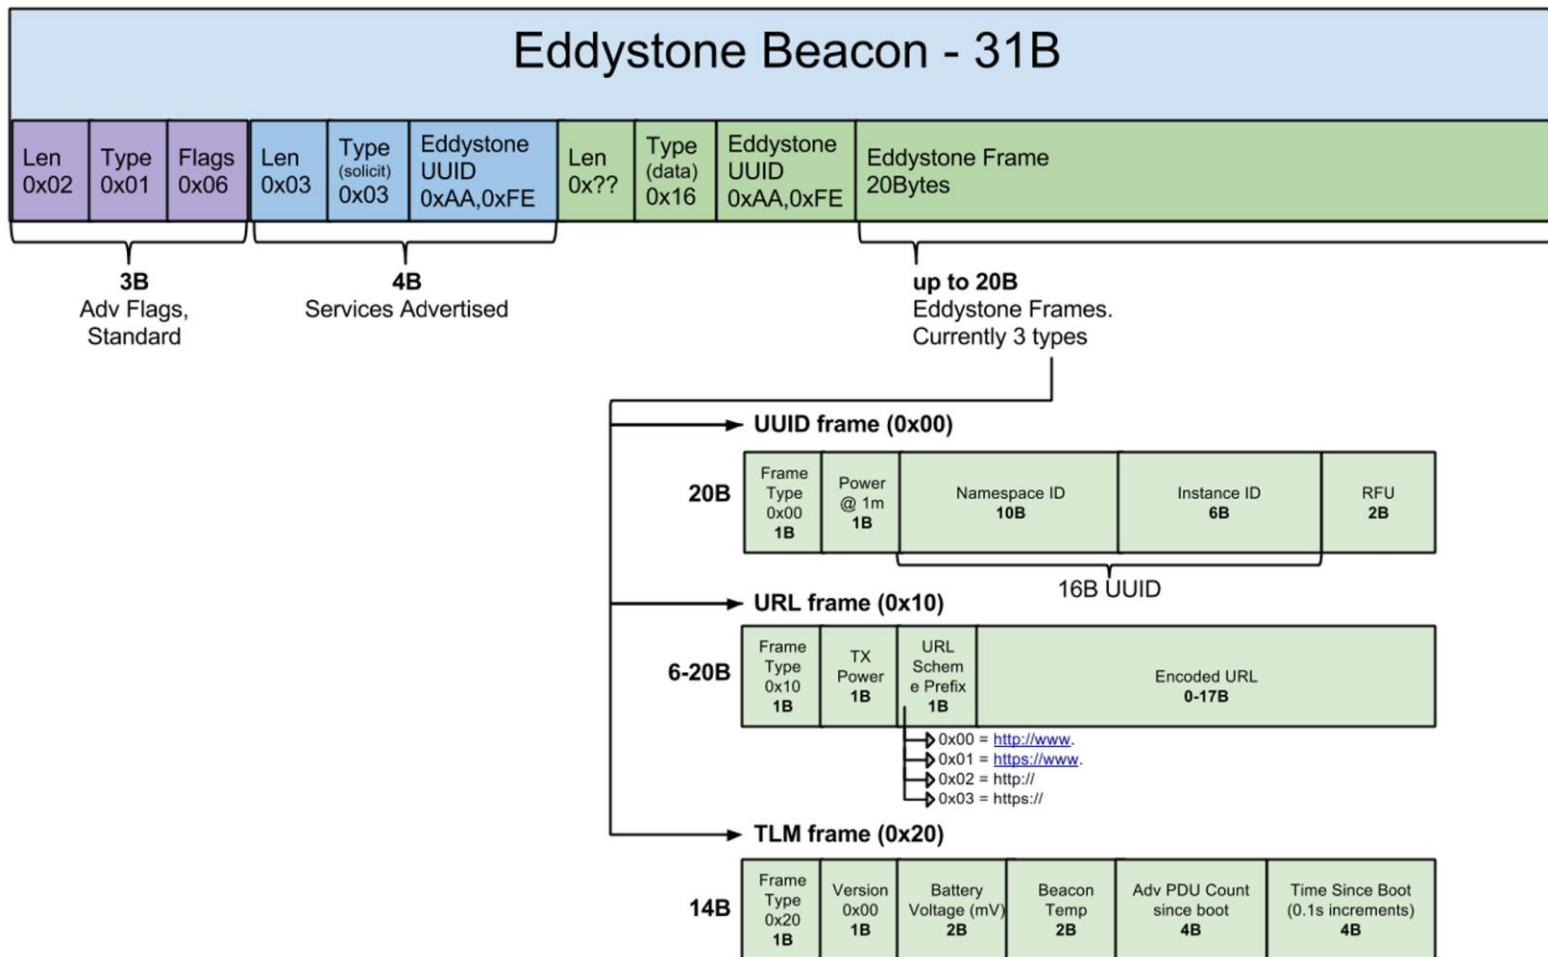 Eddystone Beacon - 31B
Len
0x02
Type
0x01
Flags
0x06
Len
0x03
Type
(solicit)
0x03
Eddystone
UUID
0xAA,0xFE
Len
0x??
Type
(data)
0x16
Eddystone
UUID
0xAA,0xFE
Eddystone Frame
20Bytes
3B
Adv Flags,
Standard
4B
Services Advertised
up to 20B
Eddystone Frames.
Currently 3 types
UUID frame (0x00)
20B
Frame
Type
0x00
1B
Power
@ 1m
1B
Namespace ID
10B
Instance ID
6B
RFU
2B
16B UUID
URL frame (0x10)
6-20B
Frame
Type
0x10
1B
TX
Power
1B
URL
Schem
e Prefix
1B
Encoded URL
0-17B
0x00 = http://www.
0x01 = https://www.
0x02 = http://
0x03 = https://
TLM frame (0x20)
14B
Frame
Type
0x20
1B
Version
0x00
1B
Battery
Voltage (mV)
2B
Beacon
Temp
2B
Adv PDU Count
since boot
4B
Time Since Boot
(0.1s increments)
4B